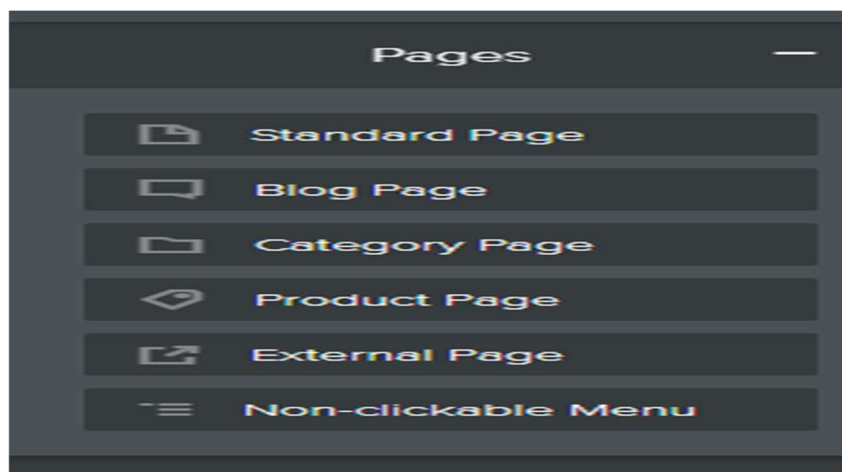 Pages
Standard Page
Blog Page
Category Page
Product Page
External Page
Non-clickable Menu